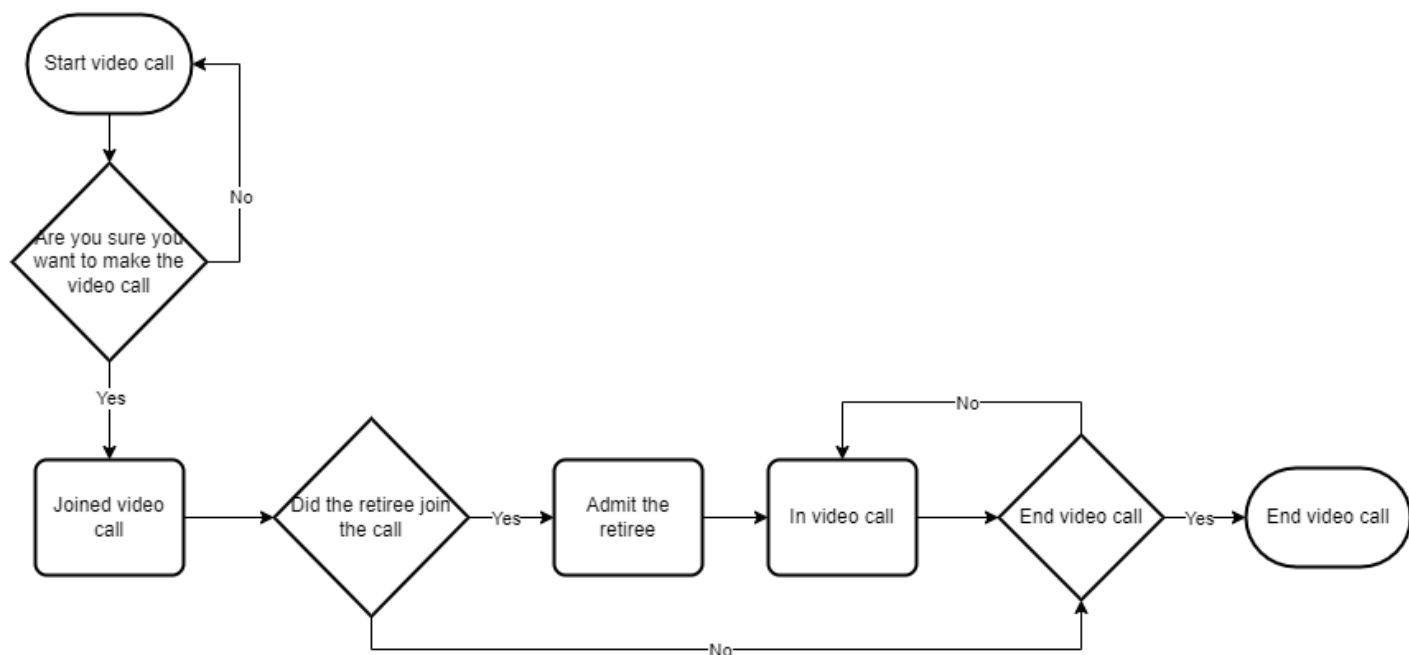 Start video call
No
Are you sure you
want to make the
video call
Yes
No
Joined video
call
Did the retiree join
the call
Yes
Admit the
retiree
In video call
End video call
Yes
End video call
No